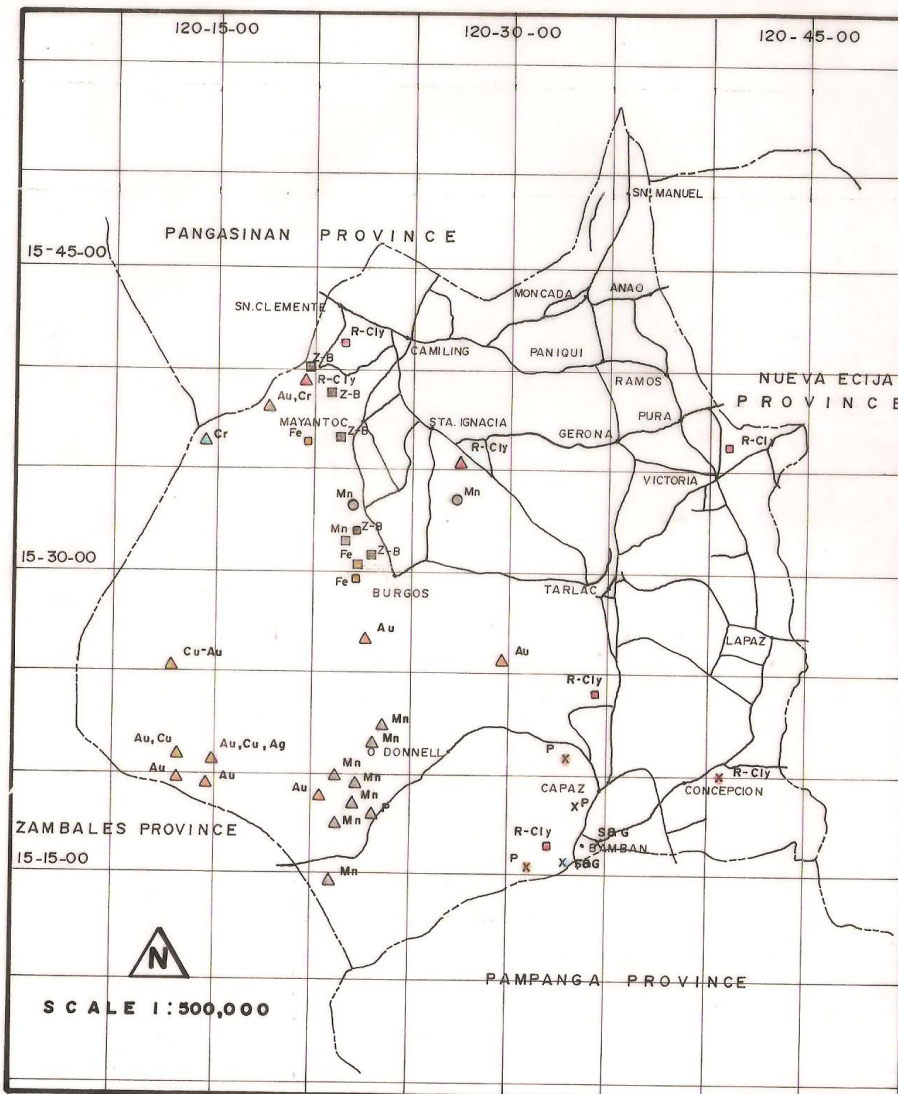 120-15-00
120-30-00
120-45-00
SN. MANUEL
PANGASINAN PROVINCE
15-45-00
MONCADA
ANAO
SN. CLEMENTE
R-Cly
CAMILING
PANIQUI
Z-B
R-Cly
RAMOS
NUEVA ECIJA
PROVINCE
Au,Cr
Z-B
PURA
MAYANTOC
STA. IGNACIA
GERONA
Cr
Fe
Z-B
R-Cly
R-Cly
VICTORIA
Mn
Mn
Mn
Z-B
Fe
Z-B
15-30-00
Fe
BURGOS
TARLAC
Au
LAPAZ
Cu-Au
Au
R-Cly
Mn
Au, Cu
Au,Cu,Ag
Mn
O DONNELL
P
Au
Au
Mn
Mn
R-Cly
Au
Mn
P
CAPAZ
P
CONCEPCION
ZAMBALES PROVINCE
Mn
R-Cly
S&G
BAMBAN
15-15-00
P
S&G
Mn
N
PAMPANGA PROVINCE
SCALE 1:500,000